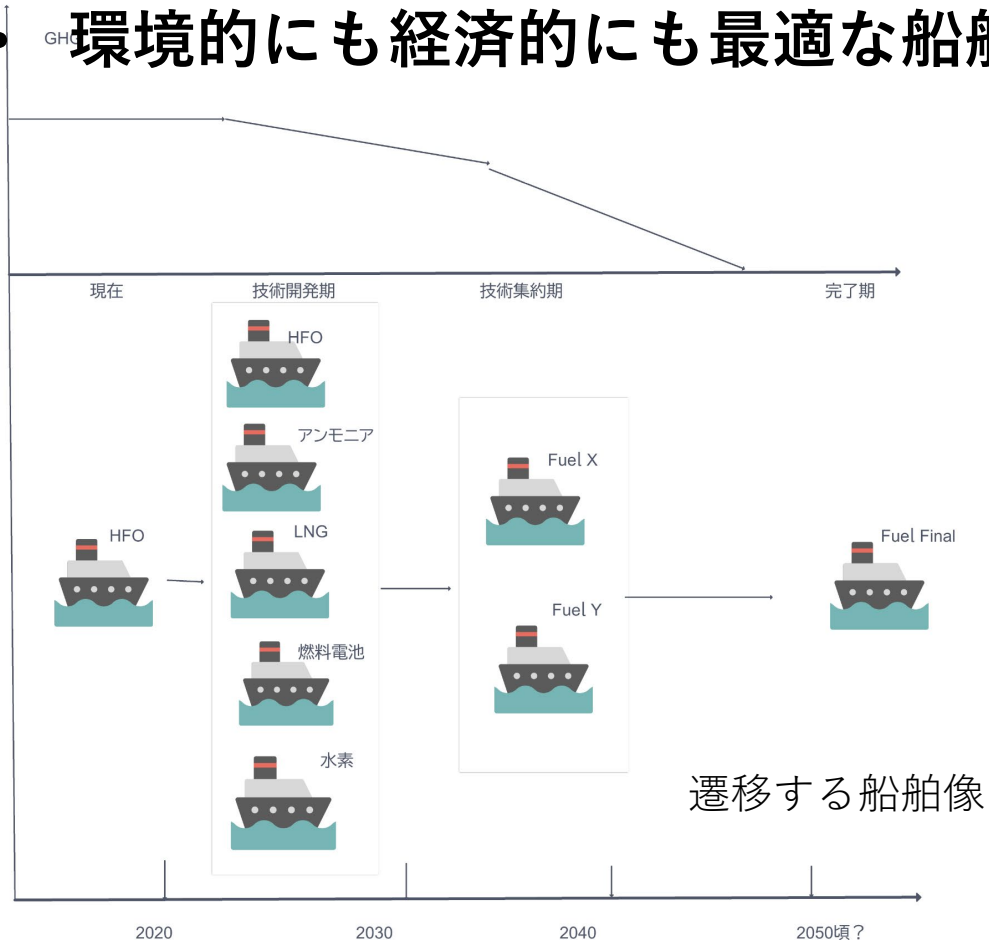 GHG
• 環境的にも経済的にも最適な船舶
現在
技術開発期
技術集約期
完了期
HFO
アンモニア
LNG
燃料電池
水素
HFO
Fuel X
Fuel Y
Fuel Final
遷移する船舶像
2020
2030
2040
2050頃？